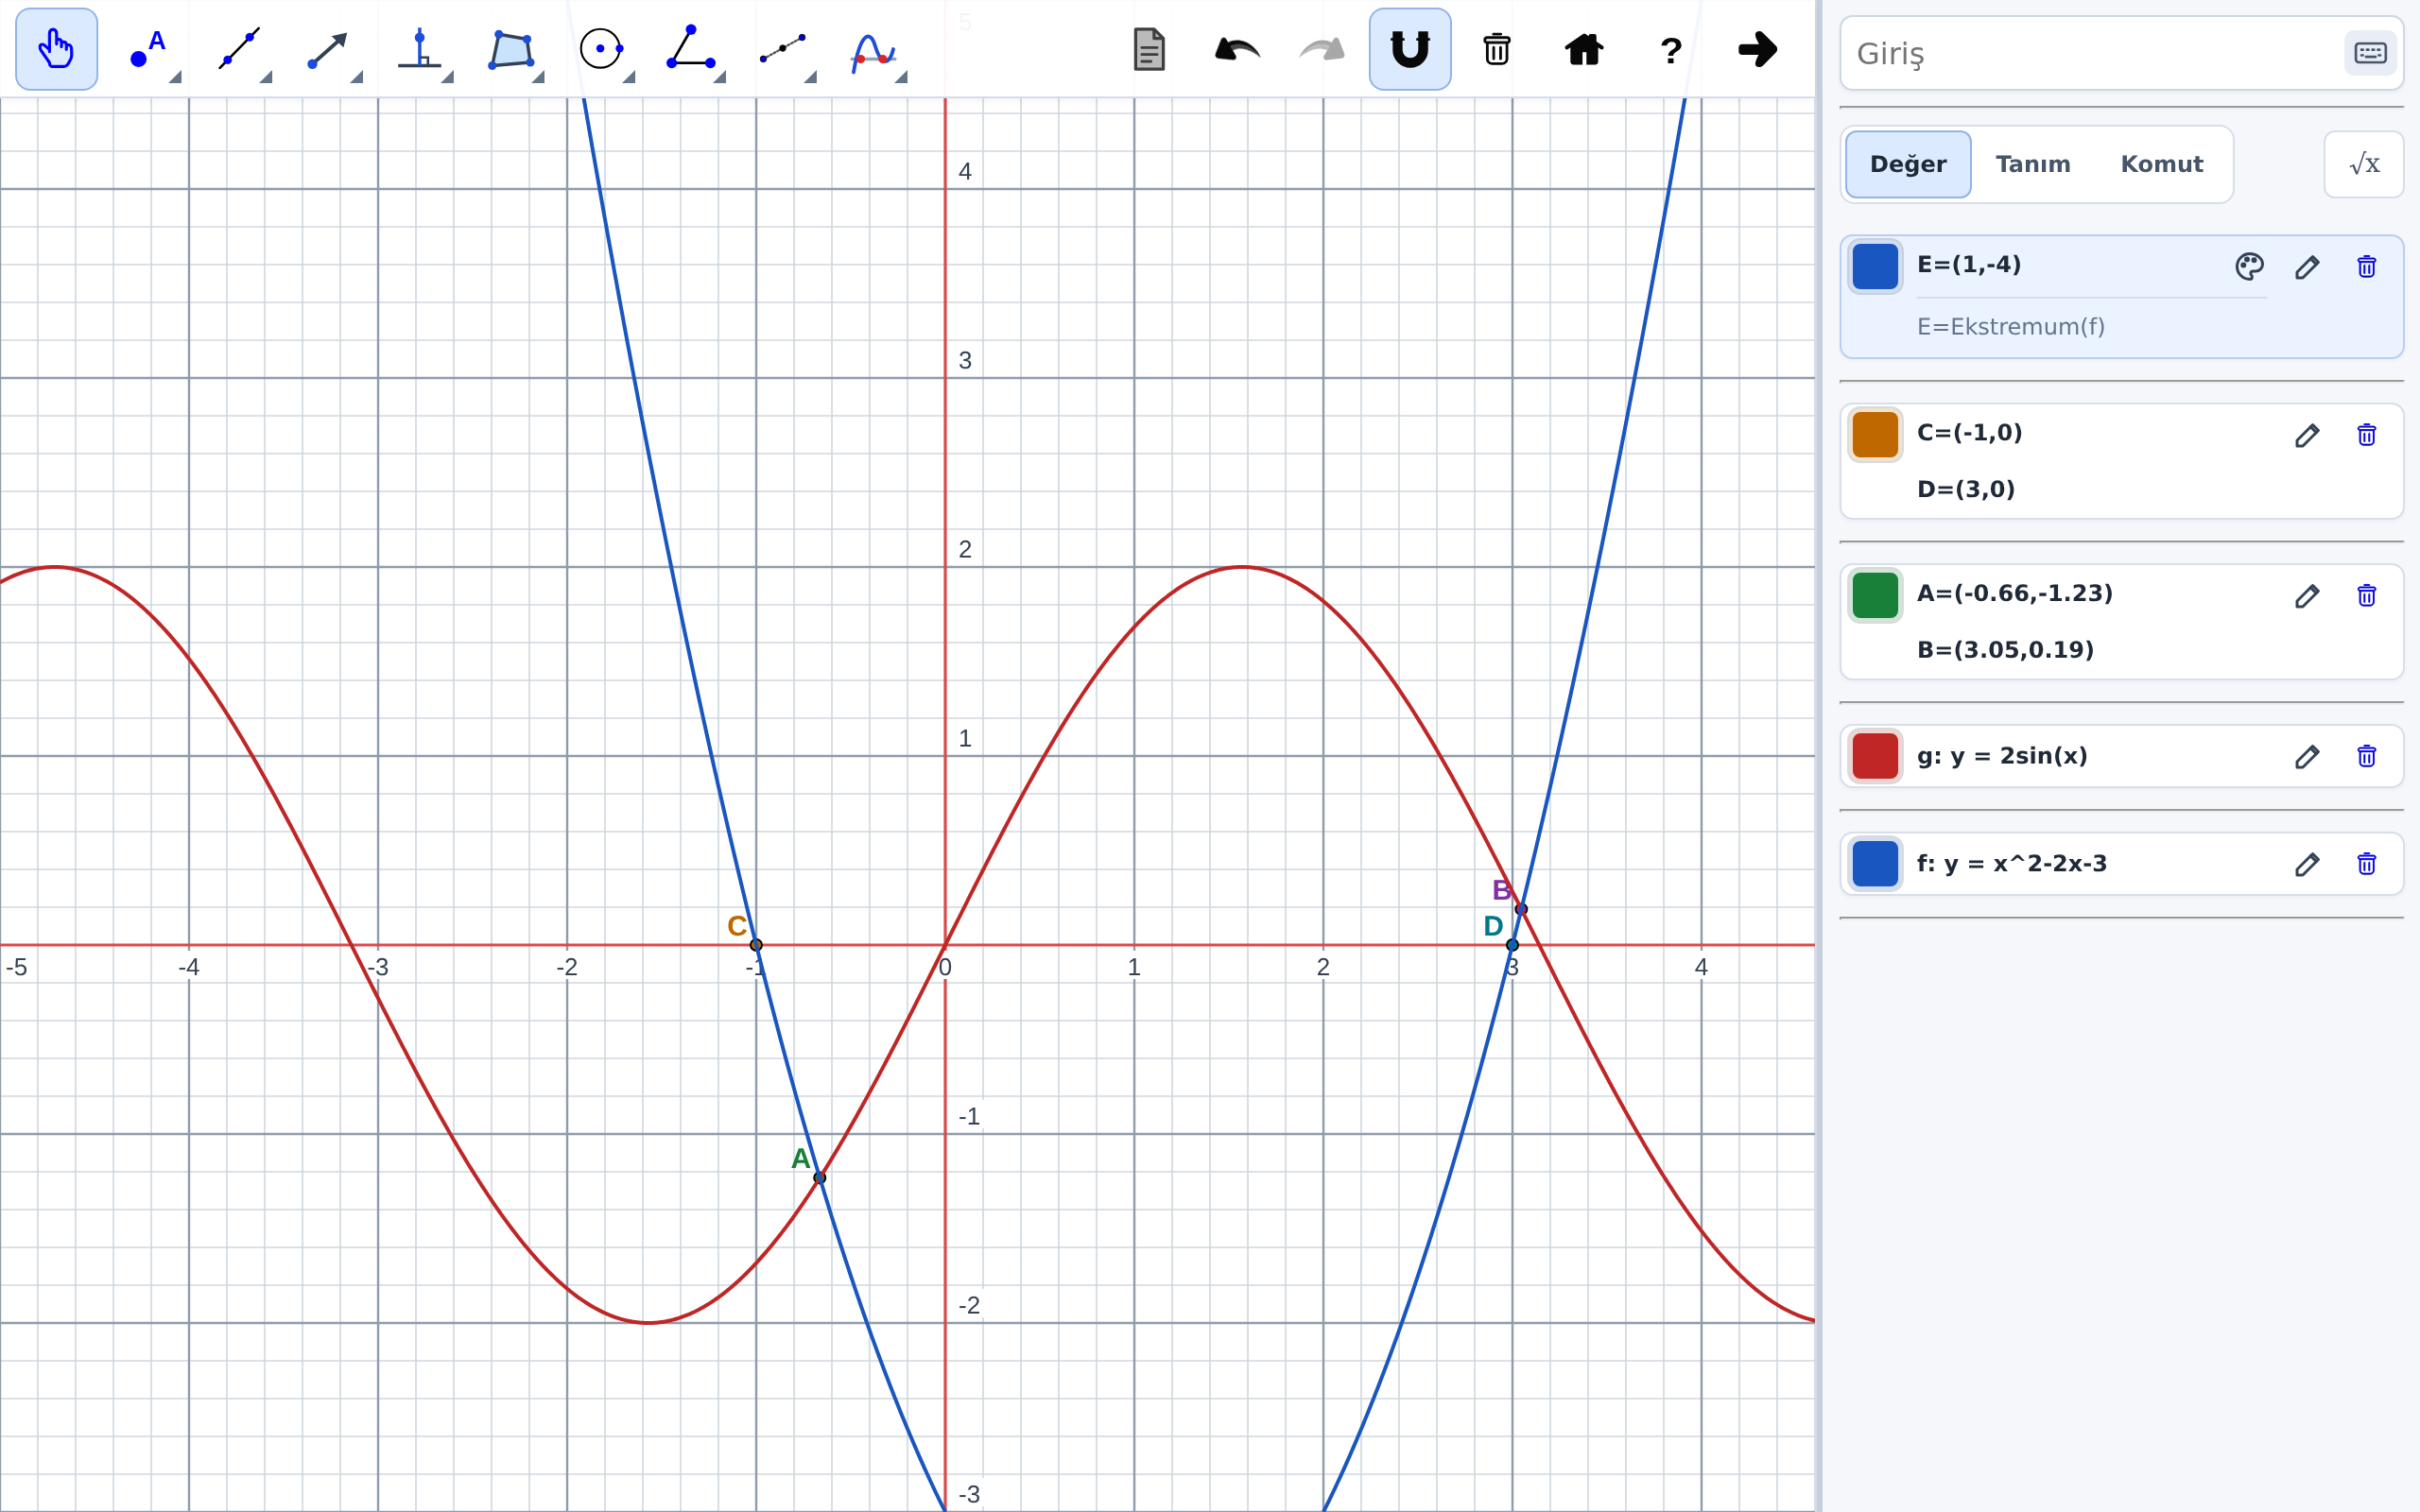 A
?
Giriş
Değer Tanım Komut √x
E=(1,-4)
E=Ekstremum(f)
C=(-1,0)
D=(3,0)
A=(-0.66,-1.23)
B=(3.05,0.19)
g: y = 2sin(x)
f: y = x^2-2x-3
5
4
3
2
1
B
C
D
-5 -4 -3 -2 -1 0 1 2 3 4
-1
A
-2
-3